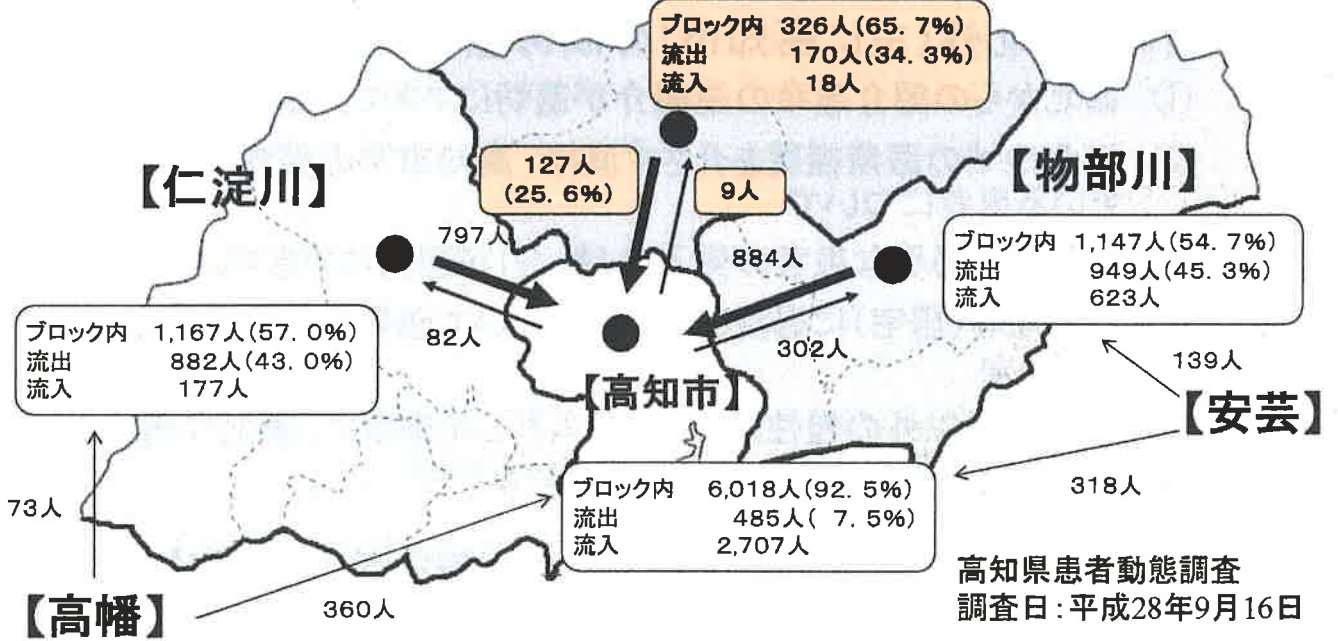 ブロック内 326人(65. 7%)
流出 170人(34. 3%)
流入 18人
【仁淀川】
127人
(25. 6%)
9人
【物部川】
797人
884人
ブロック内 1,147人(54. 7%)
流出 949人(45. 3%)
流入 623人
ブロック内 1,167人(57. 0%)
流出 882人(43. 0%)
流入 177人
82人
302人
139人
【高知市】
【安芸】
ブロック内 6,018人(92. 5%)
流出 485人( 7. 5%)
流入 2,707人
318人
73人
360人
【高幡】
高知県患者動態調査
調査日:平成28年9月16日